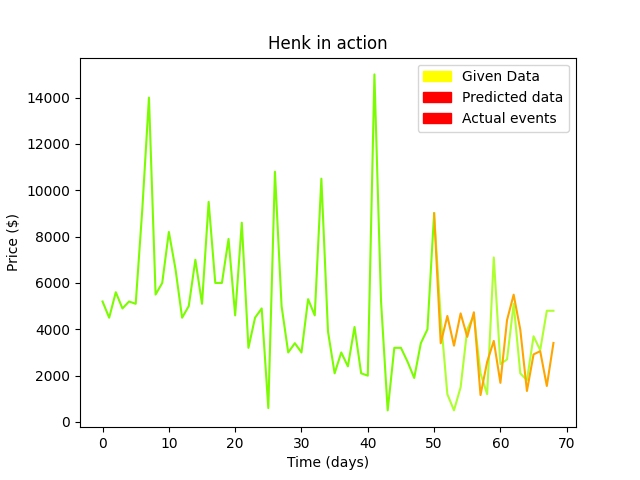 Henk in action
Given Data
Predicted data
Actual events
14000
12000
10000
8000
6000
4000
2000
0
Price ($)
0 10 20 30 40 50 60 70
Time (days)